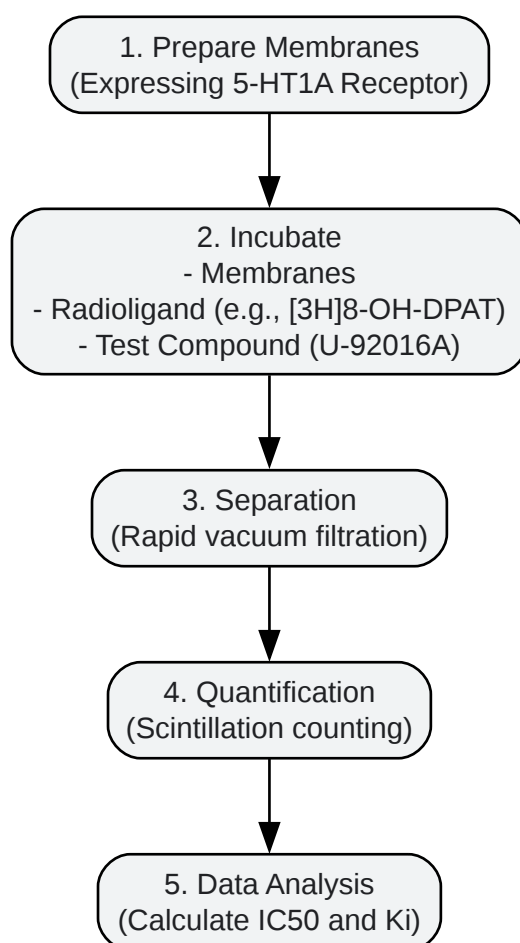 1. Prepare Membranes
(Expressing 5-HT1A Receptor)
2. Incubate
- Membranes
- Radioligand (e.g., [3H]8-OH-DPAT)
- Test Compound (U-92016A)
3. Separation
(Rapid vacuum filtration)
4. Quantification
(Scintillation counting)
5. Data Analysis
(Calculate IC50 and Ki)